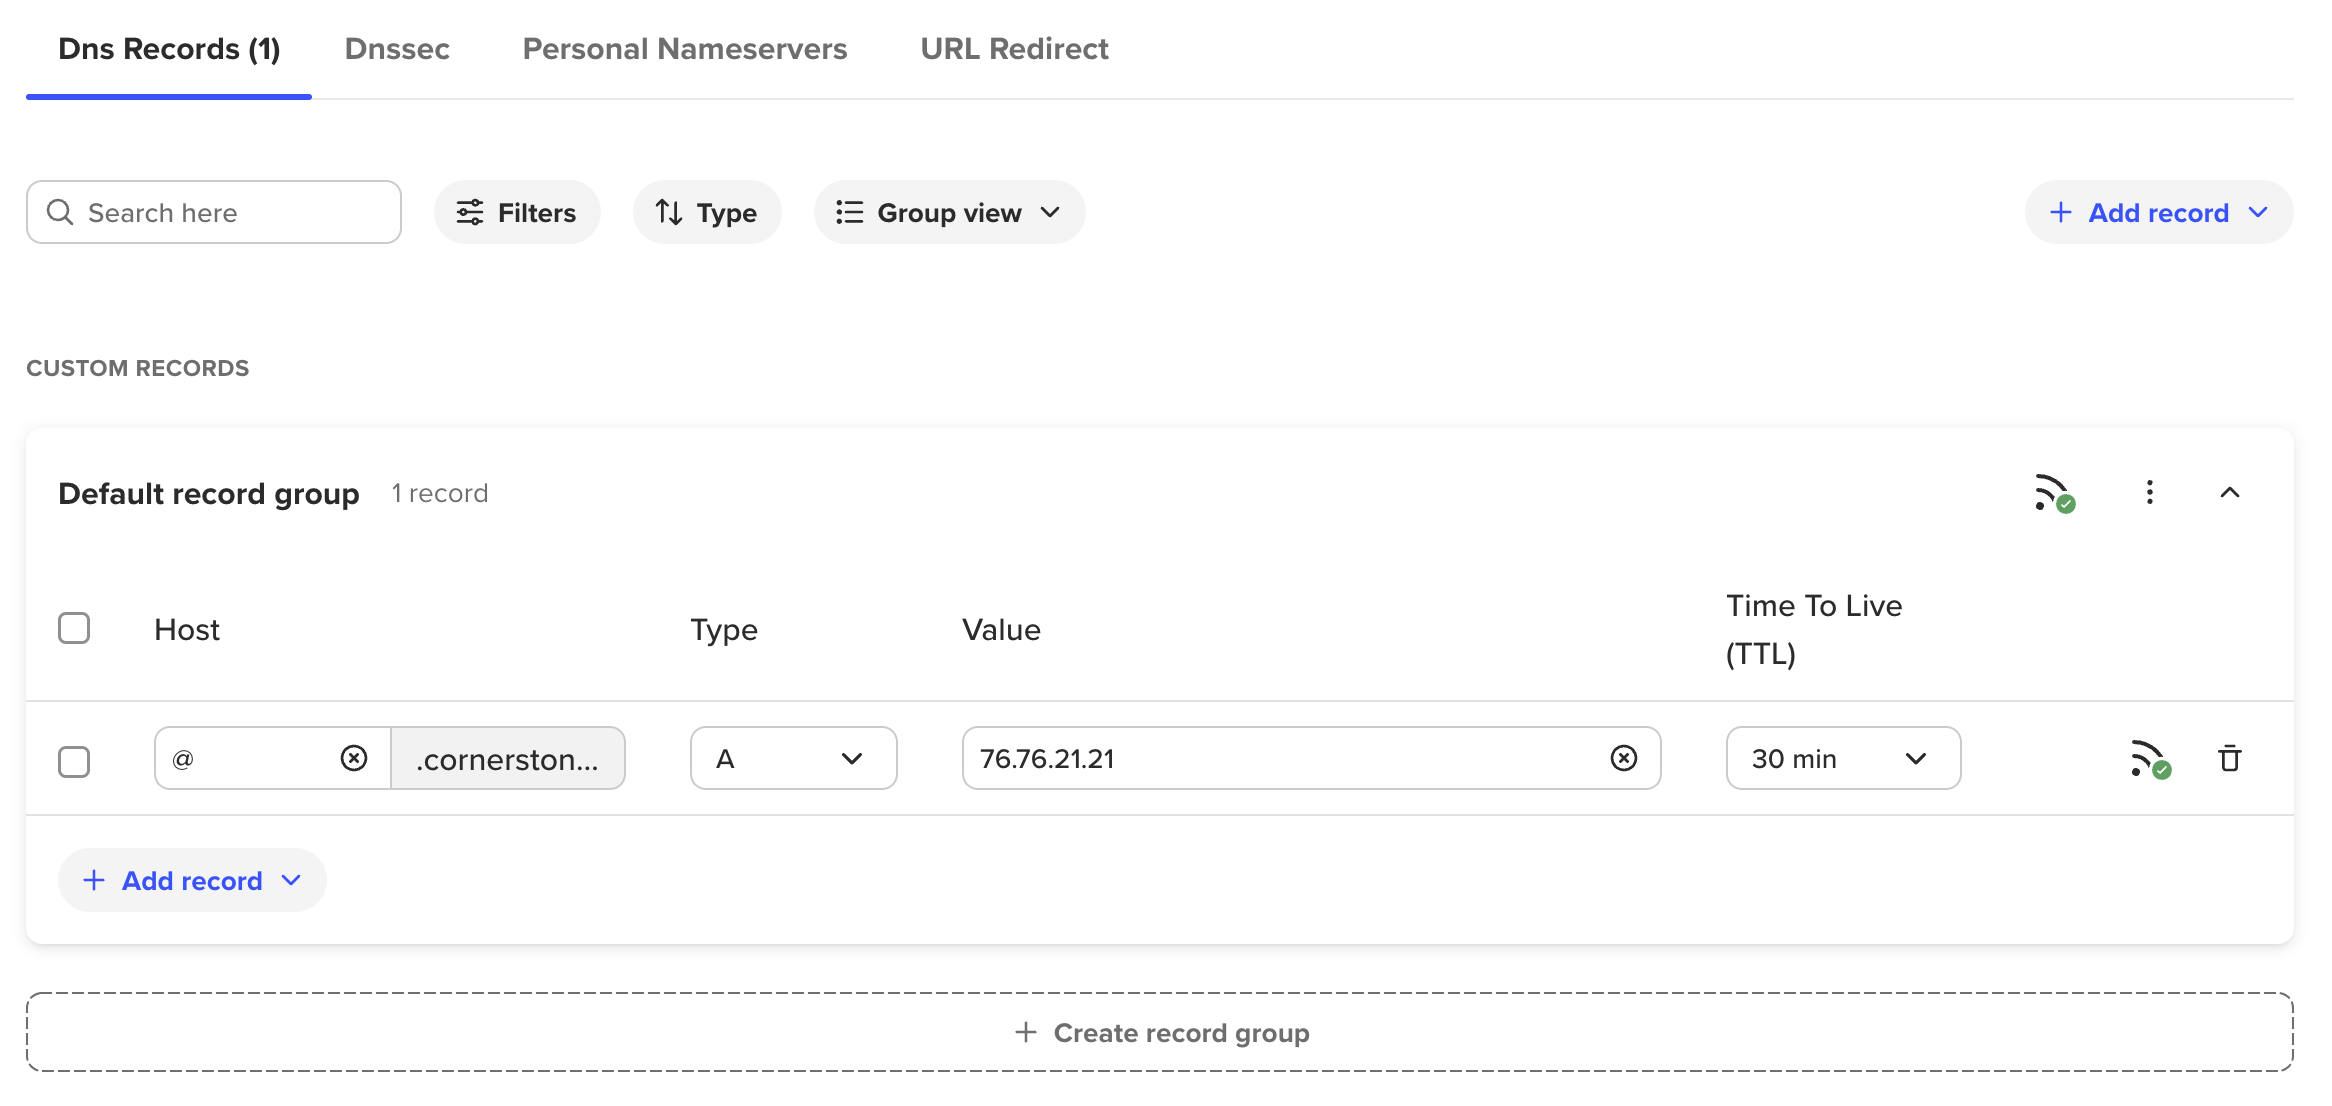 Dns Records (1)
Dnssec
Personal Nameservers
URL Redirect
Search here
Filters
Type
Group view
Add record
CUSTOM RECORDS
Default record group
1 record
Host
Type
Value
Time To Live
(TTL)
@
.cornerston...
A
76.76.21.21
30 min
Add record
Create record group